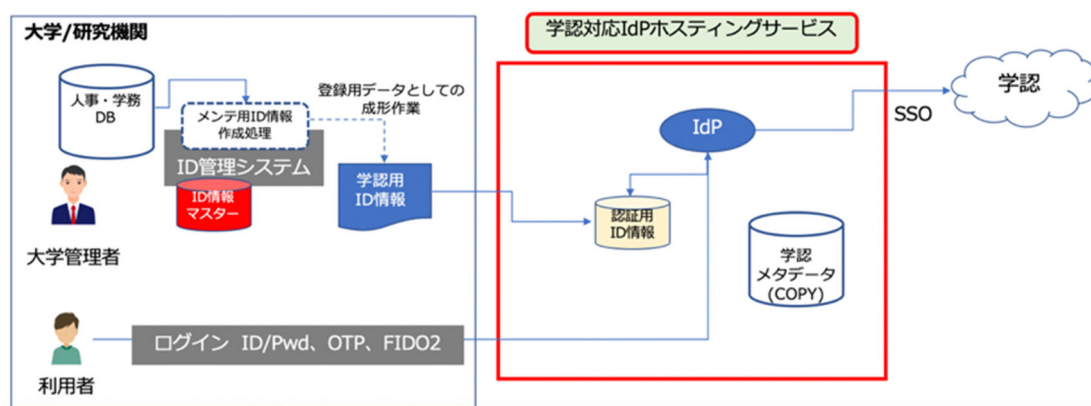 大学/研究機関
学認対応IdPホスティングサービス
人事・学務
DB
メンテ用ID情報
作成処理
登録用データとしての
成形作業
ID管理システム
ID情報
マスター
学認用
ID情報
大学管理者
IdP
認証用
ID情報
学認
メタデータ
(COPY)
SSO
学認
ログイン ID/Pwd、OTP、FIDO2
利用者